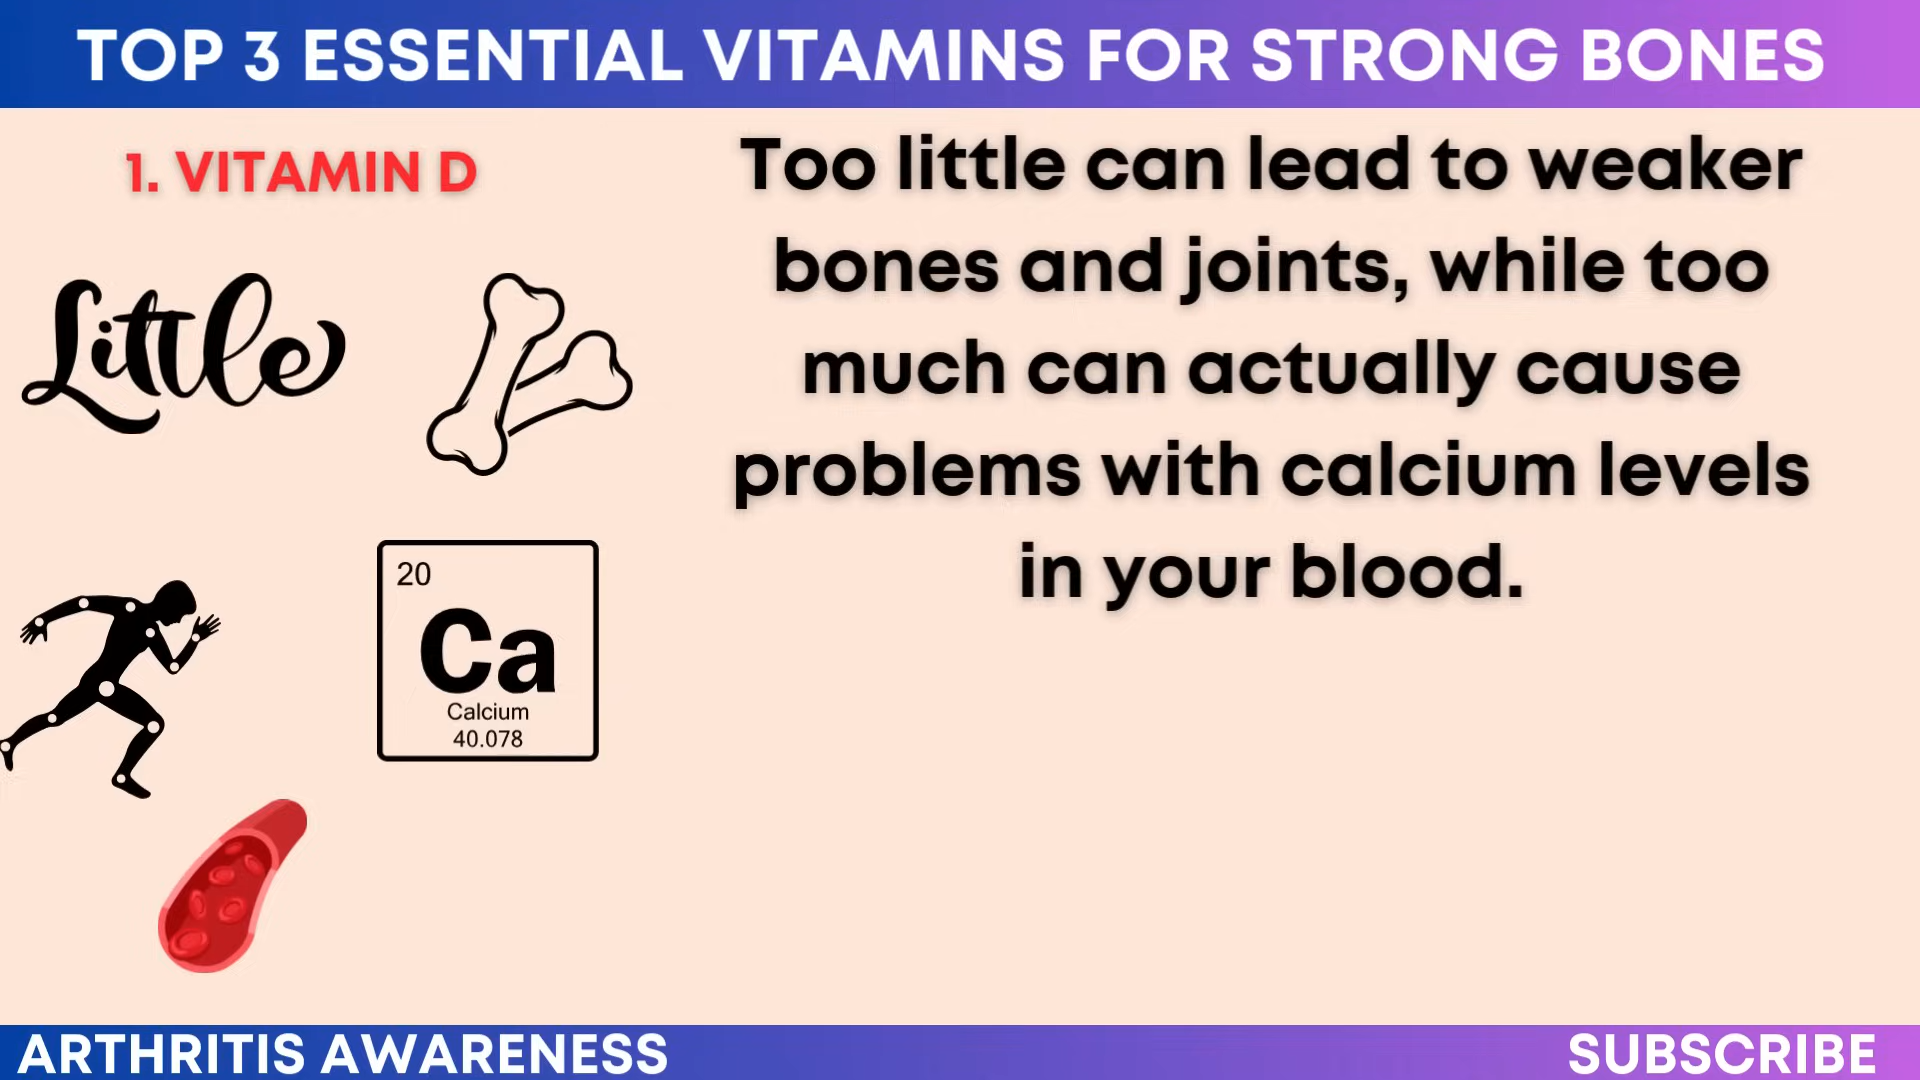 TOP 3 ESSENTIAL VITAMINS FOR STRONG BONES
1. VITAMIN D
Little
20
Ca
Calcium
40.078
Too little can lead to weaker
bones and joints, while too
much can actually cause
problems with calcium levels
in your blood.
ARTHRITIS AWARENESS
SUBSCRIBE